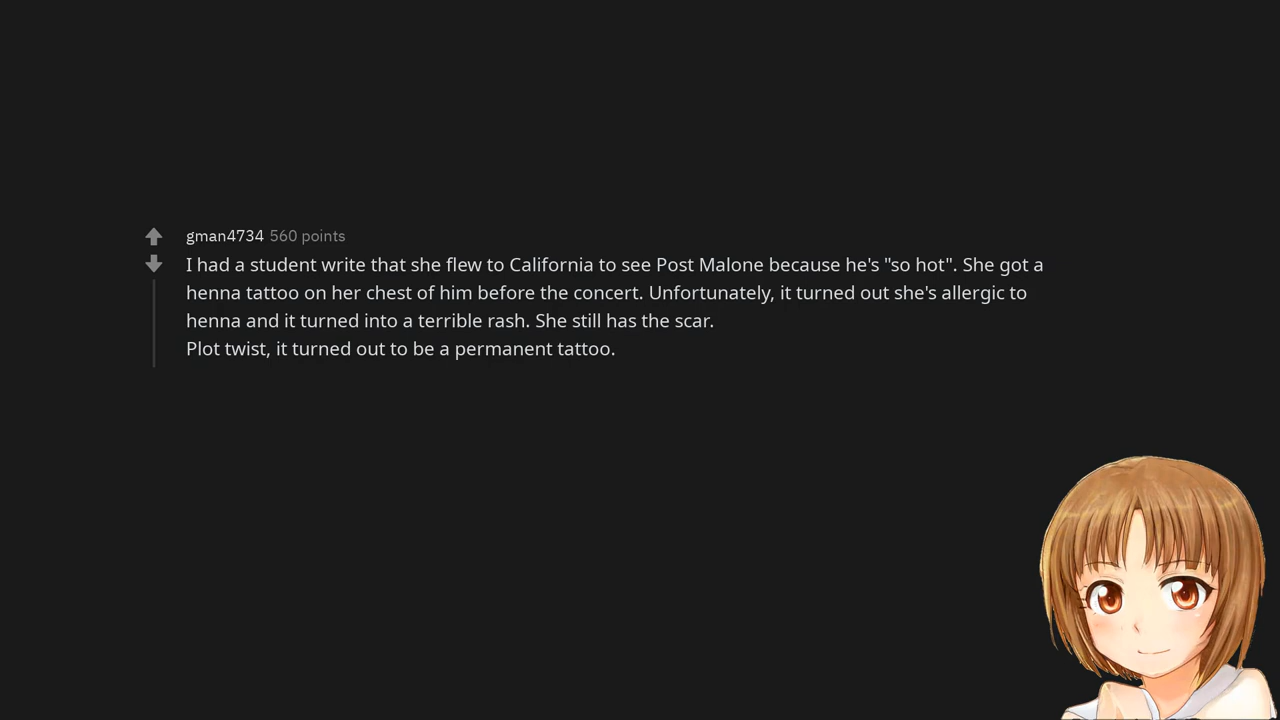 gman4734 560 points
I had a student write that she flew to California to see Post Malone because he's "so hot". She got a
henna tattoo on her chest of him before the concert. Unfortunately, it turned out she's allergic to
henna and it turned into a terrible rash. She still has the scar.
Plot twist, it turned out to be a permanent tattoo.